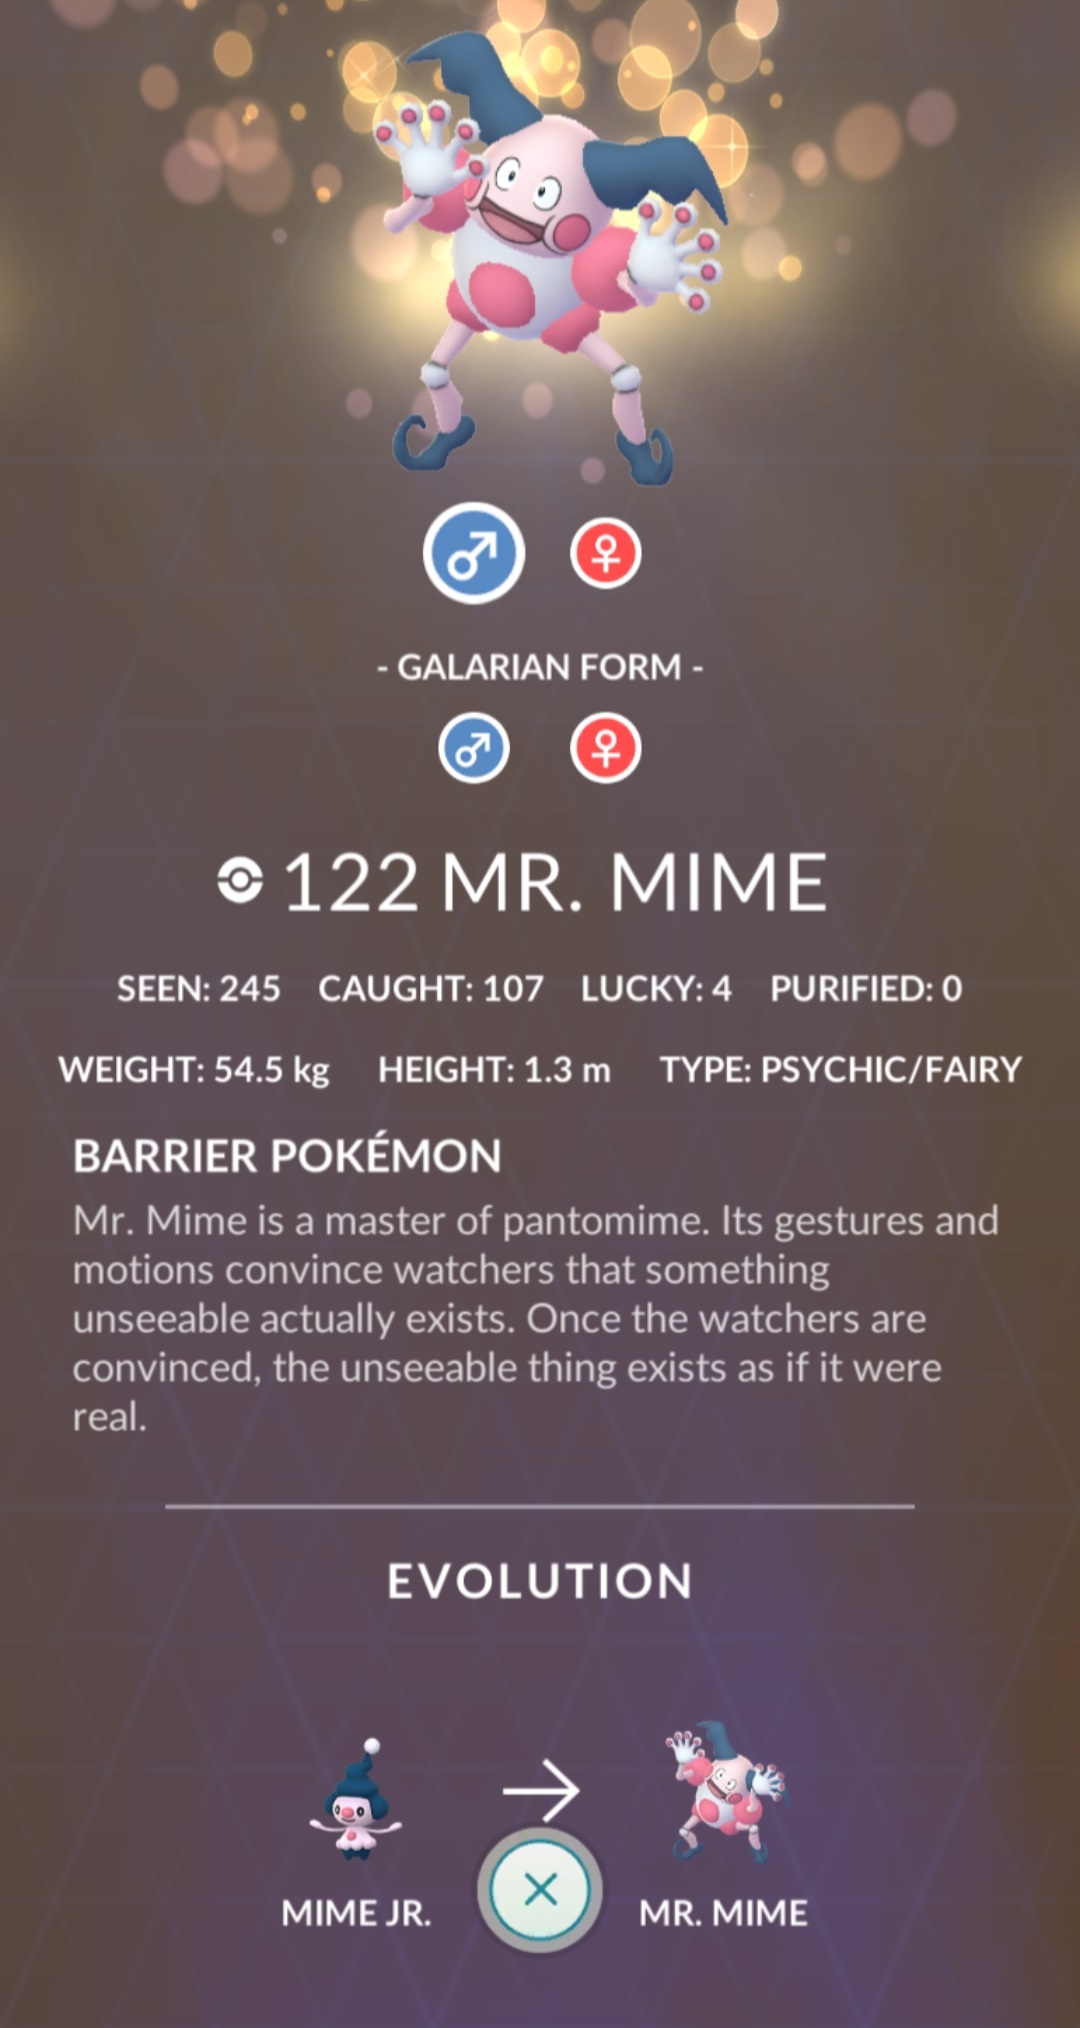 - GALARIAN FORM -
122 MR. MIME
SEEN: 245 CAUGHT: 107 LUCKY: 4 PURIFIED: 0
WEIGHT: 54.5 kg HEIGHT: 1.3 m TYPE: PSYCHIC/FAIRY
BARRIER POKÉMON
Mr. Mime is a master of pantomime. Its gestures and
motions convince watchers that something
unseeable actually exists. Once the watchers are
convinced, the unseeable thing exists as if it were
real.
EVOLUTION
MIME JR. MR. MIME